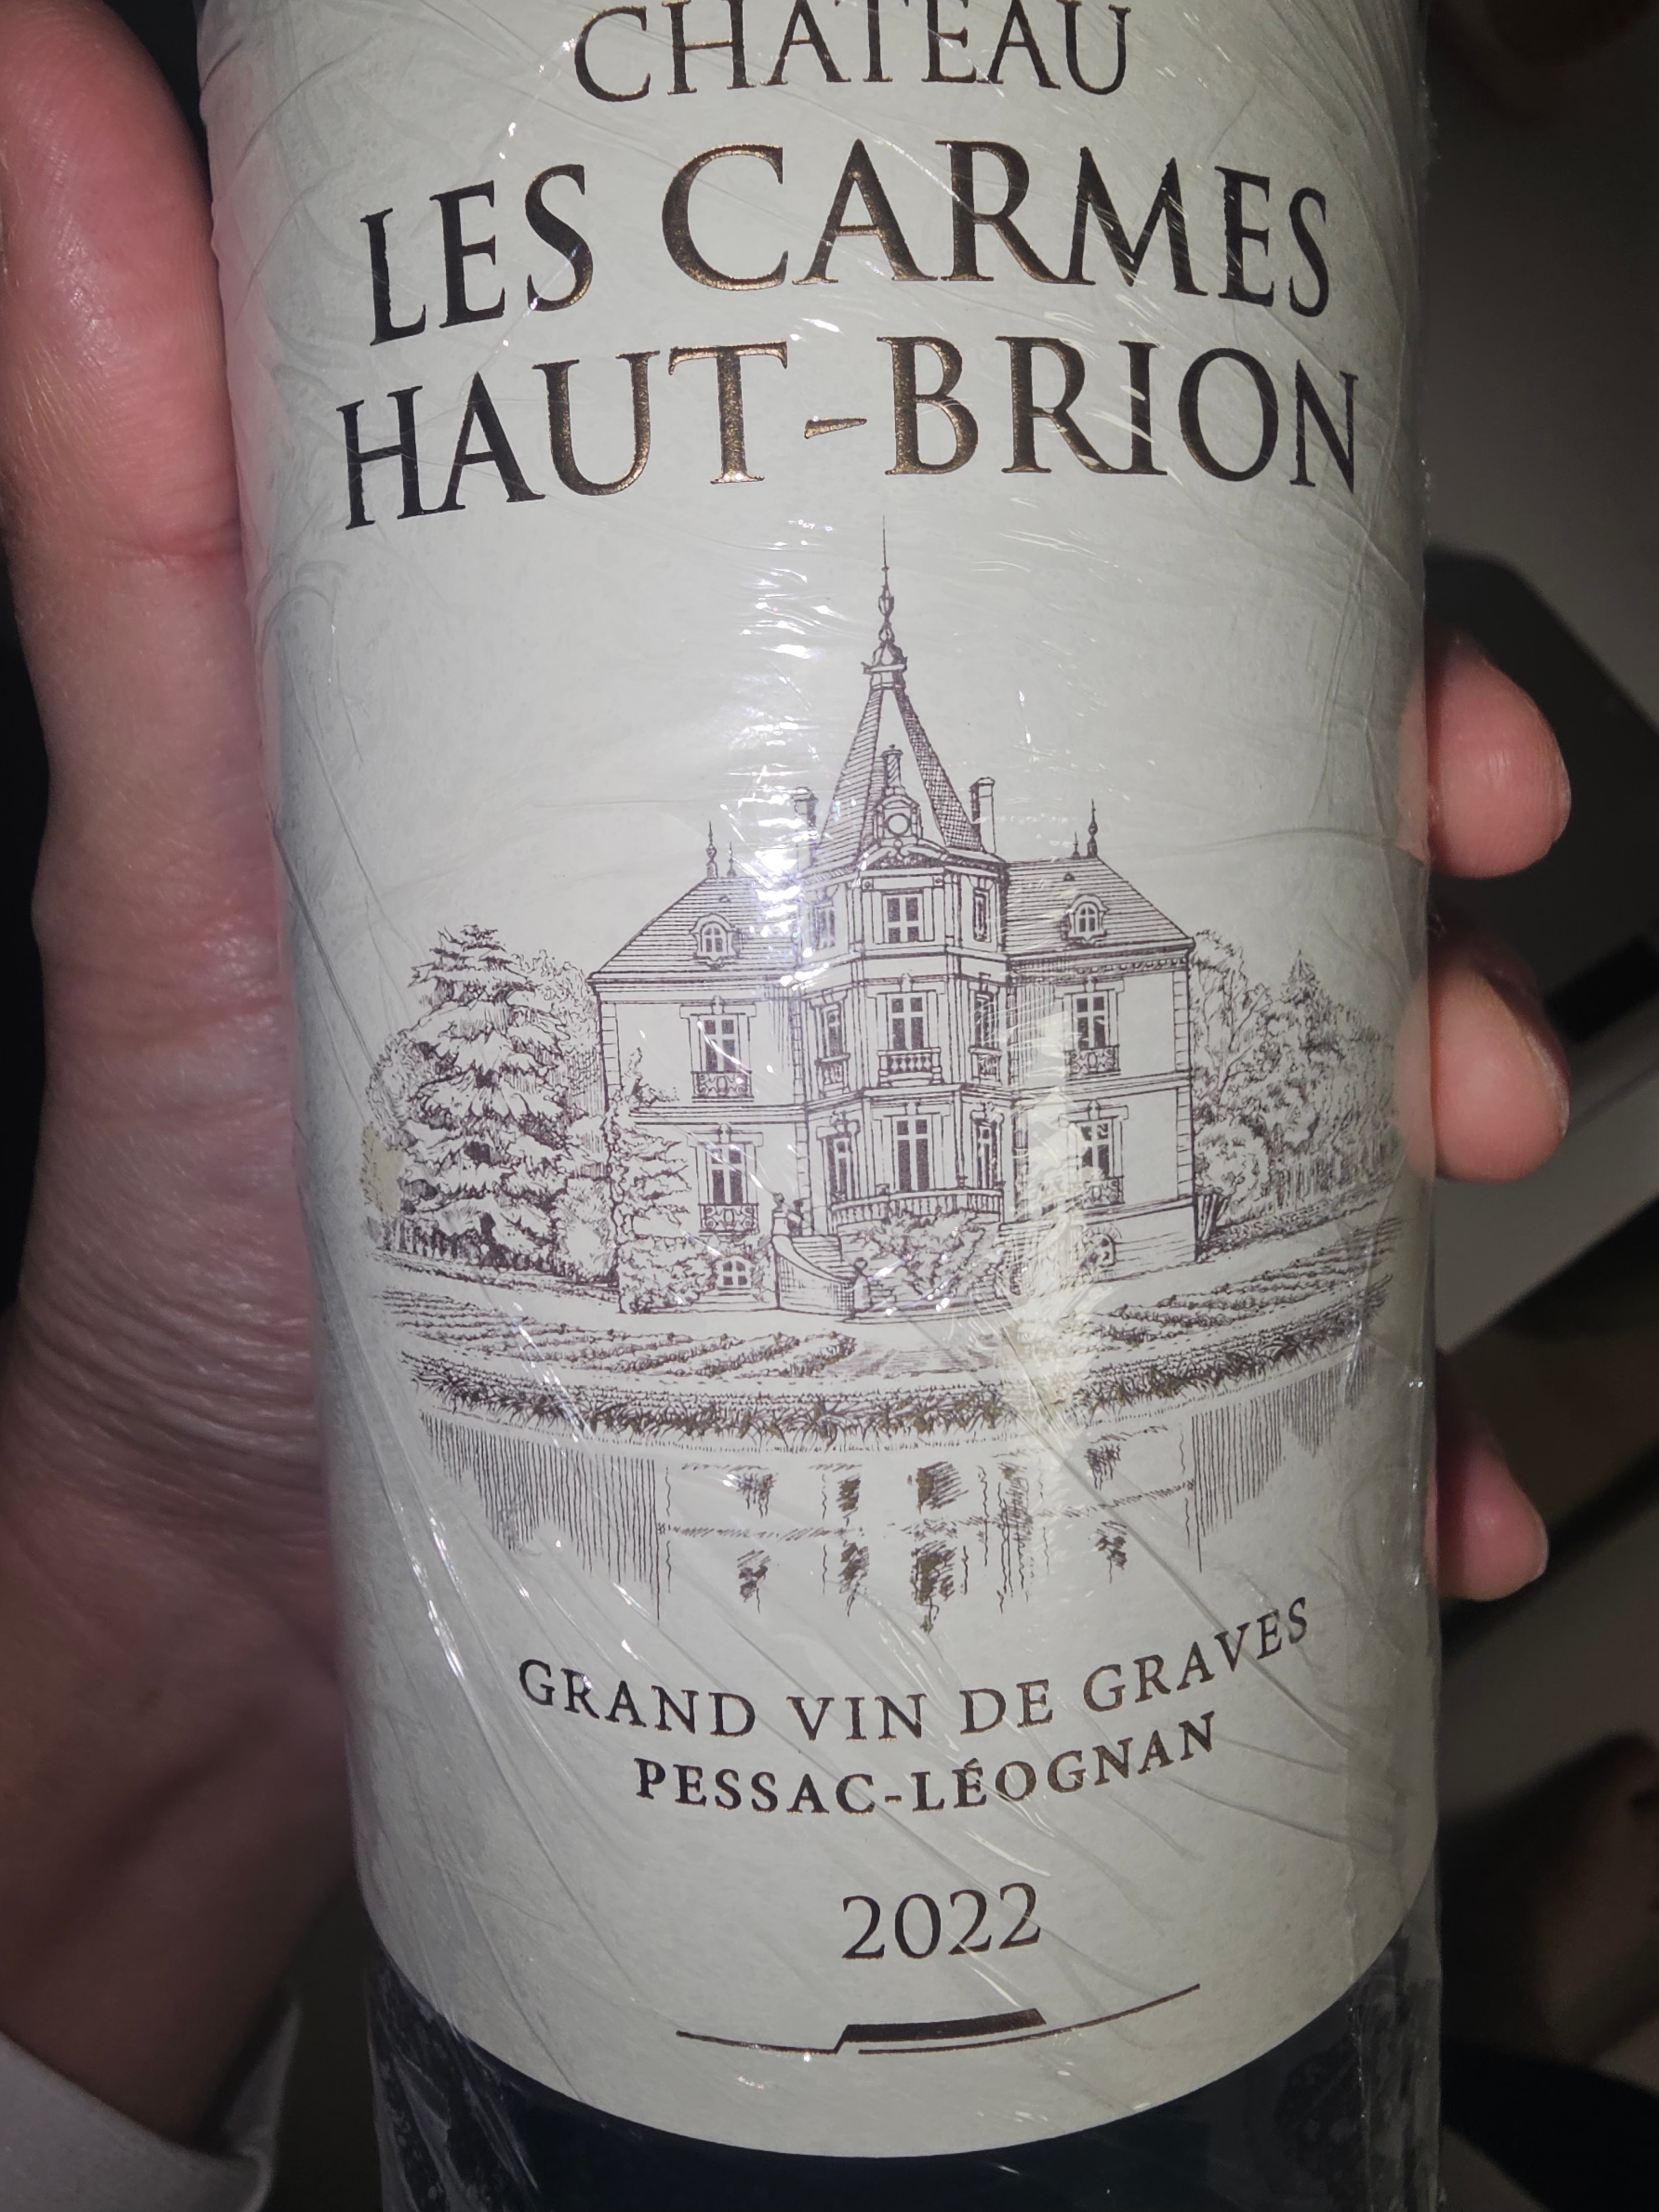 CHATEAU
LES CARMES
HAUT-BRION
GRAND VIN DE GRAVES
PESSAC-LÉOGNAN
2022